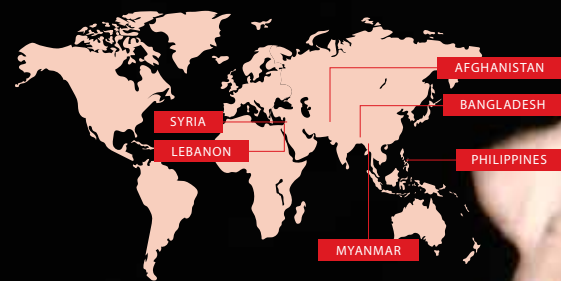 AFGHANISTAN
BANGLADESH
SYRIA
LEBANON
PHILIPPINES
MYANMAR